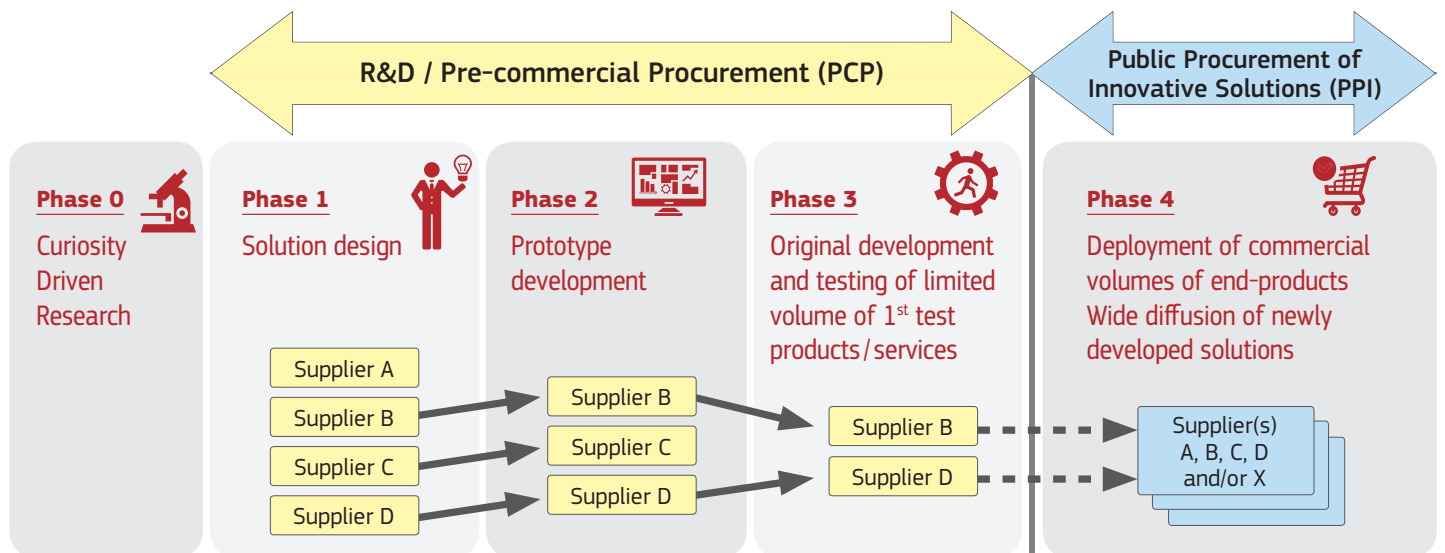 R&D / Pre-commercial Procurement (PCP)
Public Procurement of
Innovative Solutions (PPI)
Phase 0
Curiosity
Driven
Research
Phase 1
Solution design
Supplier A
Supplier B
Supplier C
Supplier D
Phase 2
Prototype
development
Supplier B
Supplier C
Supplier D
Phase 3
Original development
and testing of limited
volume of 1st test
products/services
Supplier B
Supplier D
Phase 4
Deployment of commercial
volumes of end-products
Wide diffusion of newly
developed solutions
Supplier(s)
A, B, C, D
and/or X